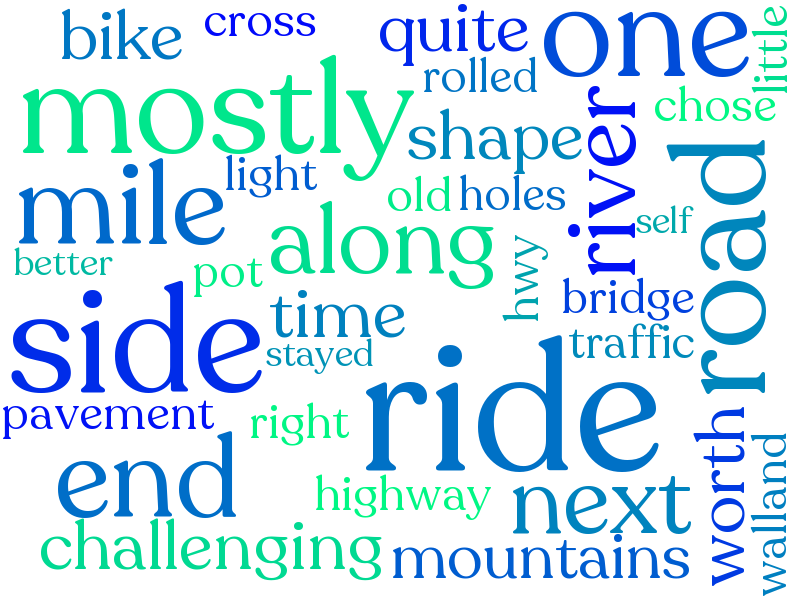 bike
cross
quite
one
little
rolled
mostly
chose
shape
river
road
mile
light
old
holes
along
self
better
pot
hwy
side
time
bridge
stayed
traffic
ride
pavement
right
end
highway
next
worth
walland
challenging
mountains